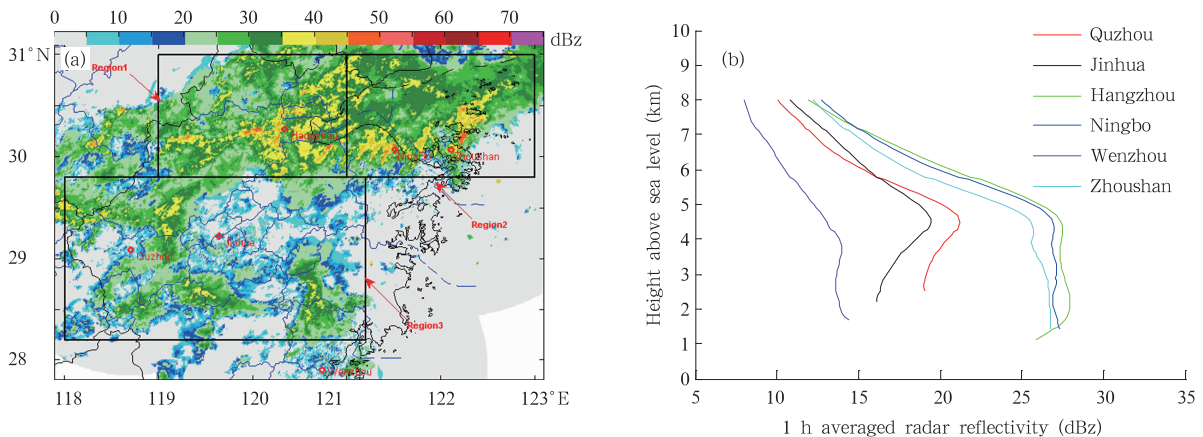 0 10 20 30 40 50 60 70
dBz
(a)
31°N
30
29
28
118 119 120 121 122 123°E
Region1
Hangzhou
Region2
Jinhua
Quzhou
Region3
(b)
Quzhou
Jinhua
Hangzhou
Ningbo
Wenzhou
Zhoushan
Height above sea level (km)
10
9
8
7
6
5
4
3
2
1
0
5 10 15 20 25 30 35
1 h averaged radar reflectivity (dBz)